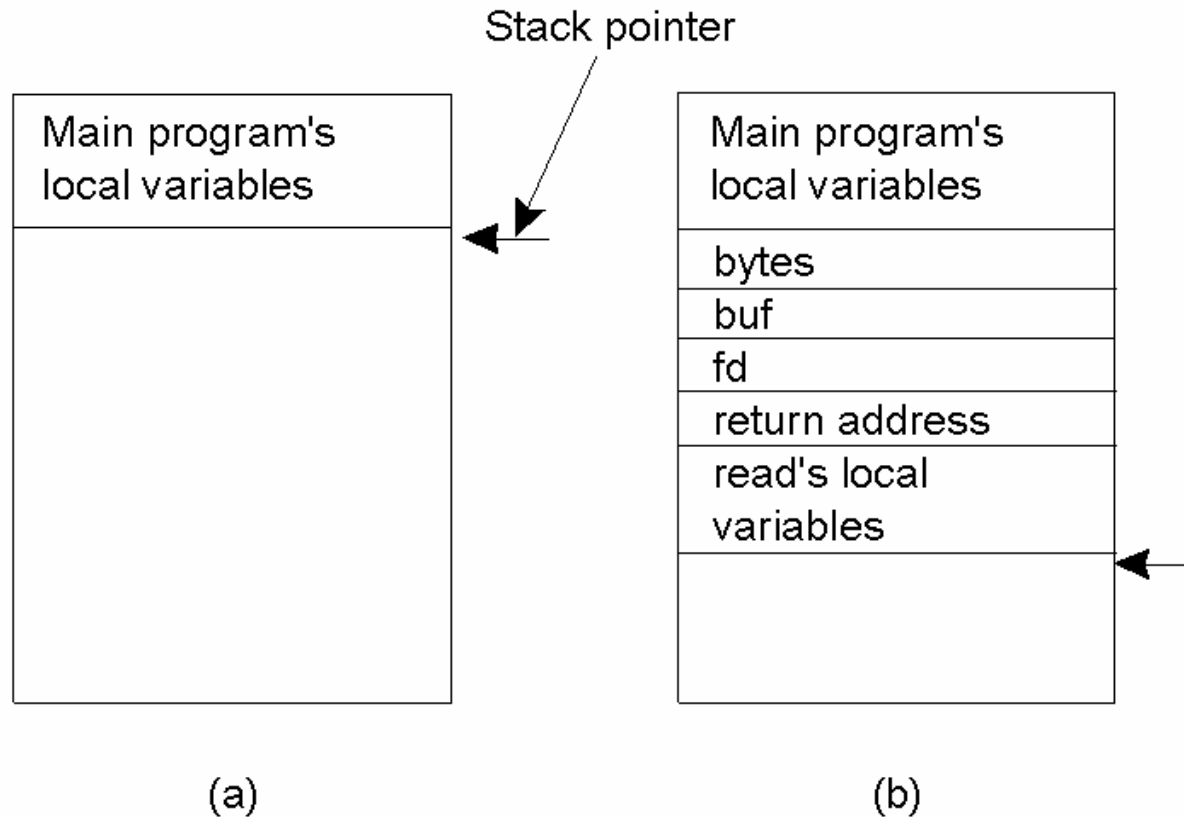 Stack pointer
Main program's
local variables
Main program's
local variables
bytes
buf
fd
return address
read's local
variables
(a)
(b)